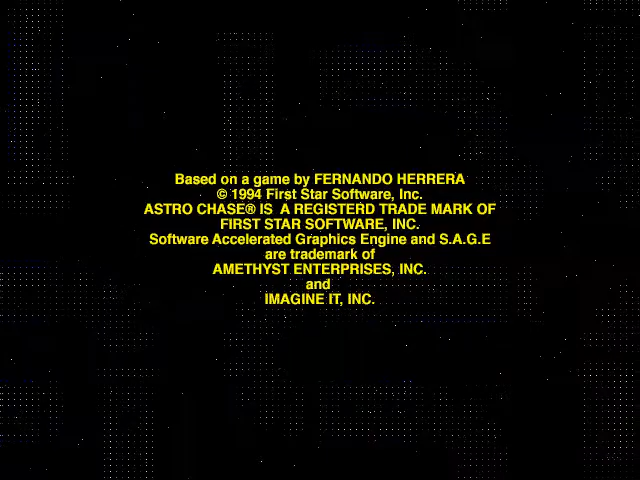 Based on a game by FERNANDO HERRERA
© 1994 First Star Software, Inc.
ASTRO CHASE® IS A REGISTERD TRADE MARK OF
FIRST STAR SOFTWARE, INC.
Software Accelerated Graphics Engine and S.A.G.E
are trademark of
AMETHYST ENTERPRISES, INC.
and
IMAGINE IT, INC.